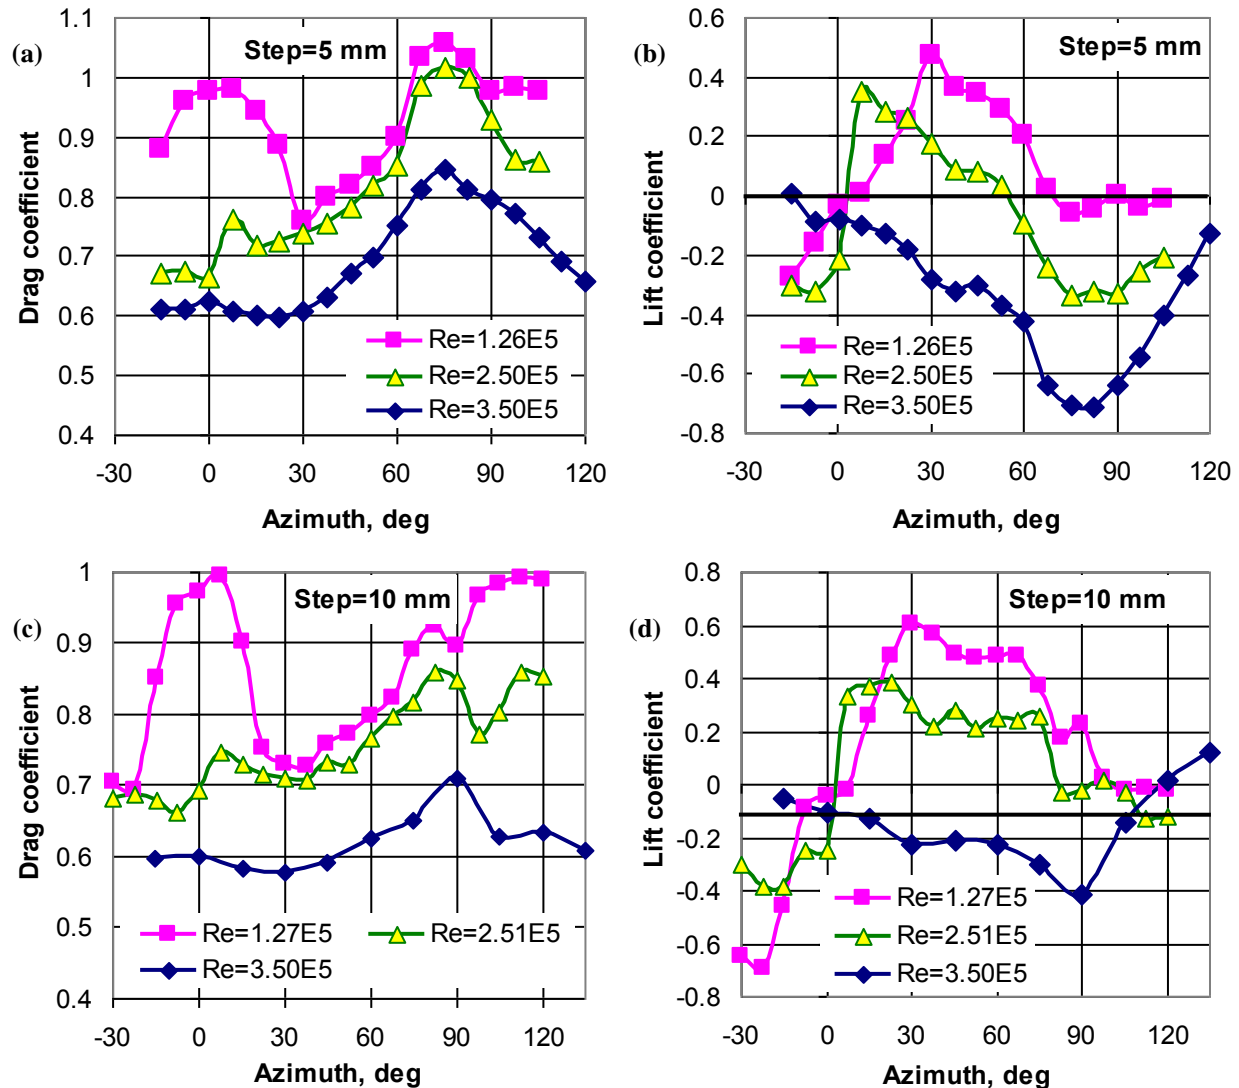 (a)
Step=5 mm
1.1
1
0.9
0.8
0.7
0.6
0.5
0.4
Drag coefficient
Re=1.26E5
Re=2.50E5
Re=3.50E5
-30 0 30 60 90 120
Azimuth, deg
(b)
Step=5 mm
0.6
0.4
0.2
0
-0.2
-0.4
-0.6
-0.8
Lift coefficient
Re=1.26E5
Re=2.50E5
Re=3.50E5
-30 0 30 60 90 120
Azimuth, deg
(c)
Step=10 mm
1
0.9
0.8
0.7
0.6
0.5
0.4
Drag coefficient
Re=1.27E5 Re=2.51E5
Re=3.50E5
-30 0 30 60 90 120
Azimuth, deg
(d)
Step=10 mm
0.8
0.6
0.4
0.2
0
-0.2
-0.4
-0.6
-0.8
Lift coefficient
Re=1.27E5
Re=2.51E5
Re=3.50E5
-30 0 30 60 90 120
Azimuth, deg